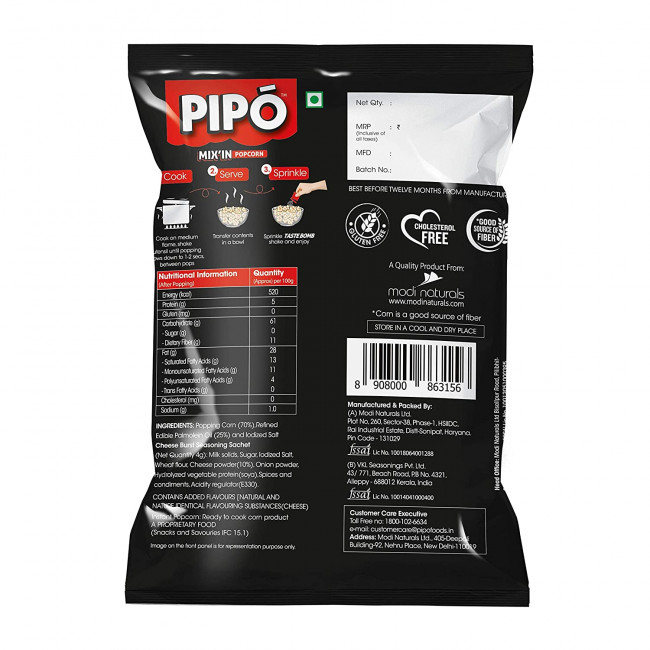 PIPÓ™
MIX'IN POPCORN
Cook
2. Serve
3. Sprinkle
Cook on medium
flame, shake
utensil until popping
slows down to 1-2 secs.
between pops
Transfer contents
in a bowl
Sprinkle TASTE BOMB
shake and enjoy
Nutritional Information
(After Popping)
Quantity
(Approx) per 100g
Energy (kcal) 520
Protein (g) 5
Gluten (mg) 0
Carbohydrate (g) 61
- Sugar (g) 0
- Dietary Fiber (g) 11
Fat (g) 28
- Saturated Fatty Acids (g) 13
- Monounsaturated Fatty Acids (g) 11
- Polyunsaturated Fatty Acids (g) 4
- Trans Fatty Acids (g) 0
Cholesterol (mg) 0
Sodium (g) 1.0
INGREDIENTS: Popping Corn (70%),Refined
Edible Palmolein Oil (25%) and Iodized Salt
Cheese Burst Seasoning Sachet
(Net Quantity 4g): Milk solids, Sugar, Iodized Salt,
Wheat flour, Cheese powder(10%), Onion powder,
Hydrolyzed vegetable protein(soya), Spices and
condiments, Acidity regulator(E330).
CONTAINS ADDED FLAVOURS (NATURAL AND
NATURE IDENTICAL FLAVOURING SUBSTANCES(CHEESE)
Instant Popcorn: Ready to cook corn product
A PROPRIETARY FOOD
(Snacks and Savouries IFC 15.1)
Image on the front panel is for representation purpose only.
Net Qty. :
MRP : ₹
(Inclusive of
all taxes)
MFD :
Batch No.:
BEST BEFORE TWELVE MONTHS FROM MANUFACTUR
GLUTEN FREE
CHOLESTEROL
FREE
*GOOD
SOURCE OF
FIBER
A Quality Product From:
modi naturals
www.modinaturals.com
*Corn is a good source of fiber
STORE IN A COOL AND DRY PLACE
8 908000 863156
Manufactured & Packed By:
(A) Modi Naturals Ltd.
Plot No, 260, Sector-38, Phase-1, HSIIDC,
Rai Industrial Estate, Distt-Sonipat, Haryana.
Pin Code - 131029
fssai Lic No. 10018064001288
(B) VKL Seasonings Pvt. Ltd.
43/ 771, Beach Road, P.B No. 4321,
Alleppy - 688012 Kerala, India
fssai Lic No. 10014041000400
Customer Care Executive
Toll Free no: 1800-102-6634
e-mail: customercare@pipofoods.in
Address: Modi Naturals Ltd., 405-Deepali
Building-92, Nehru Place, New Delhi-110019
Head Office: Modi Naturals Ltd Bisalpur Road, Pilibhit-